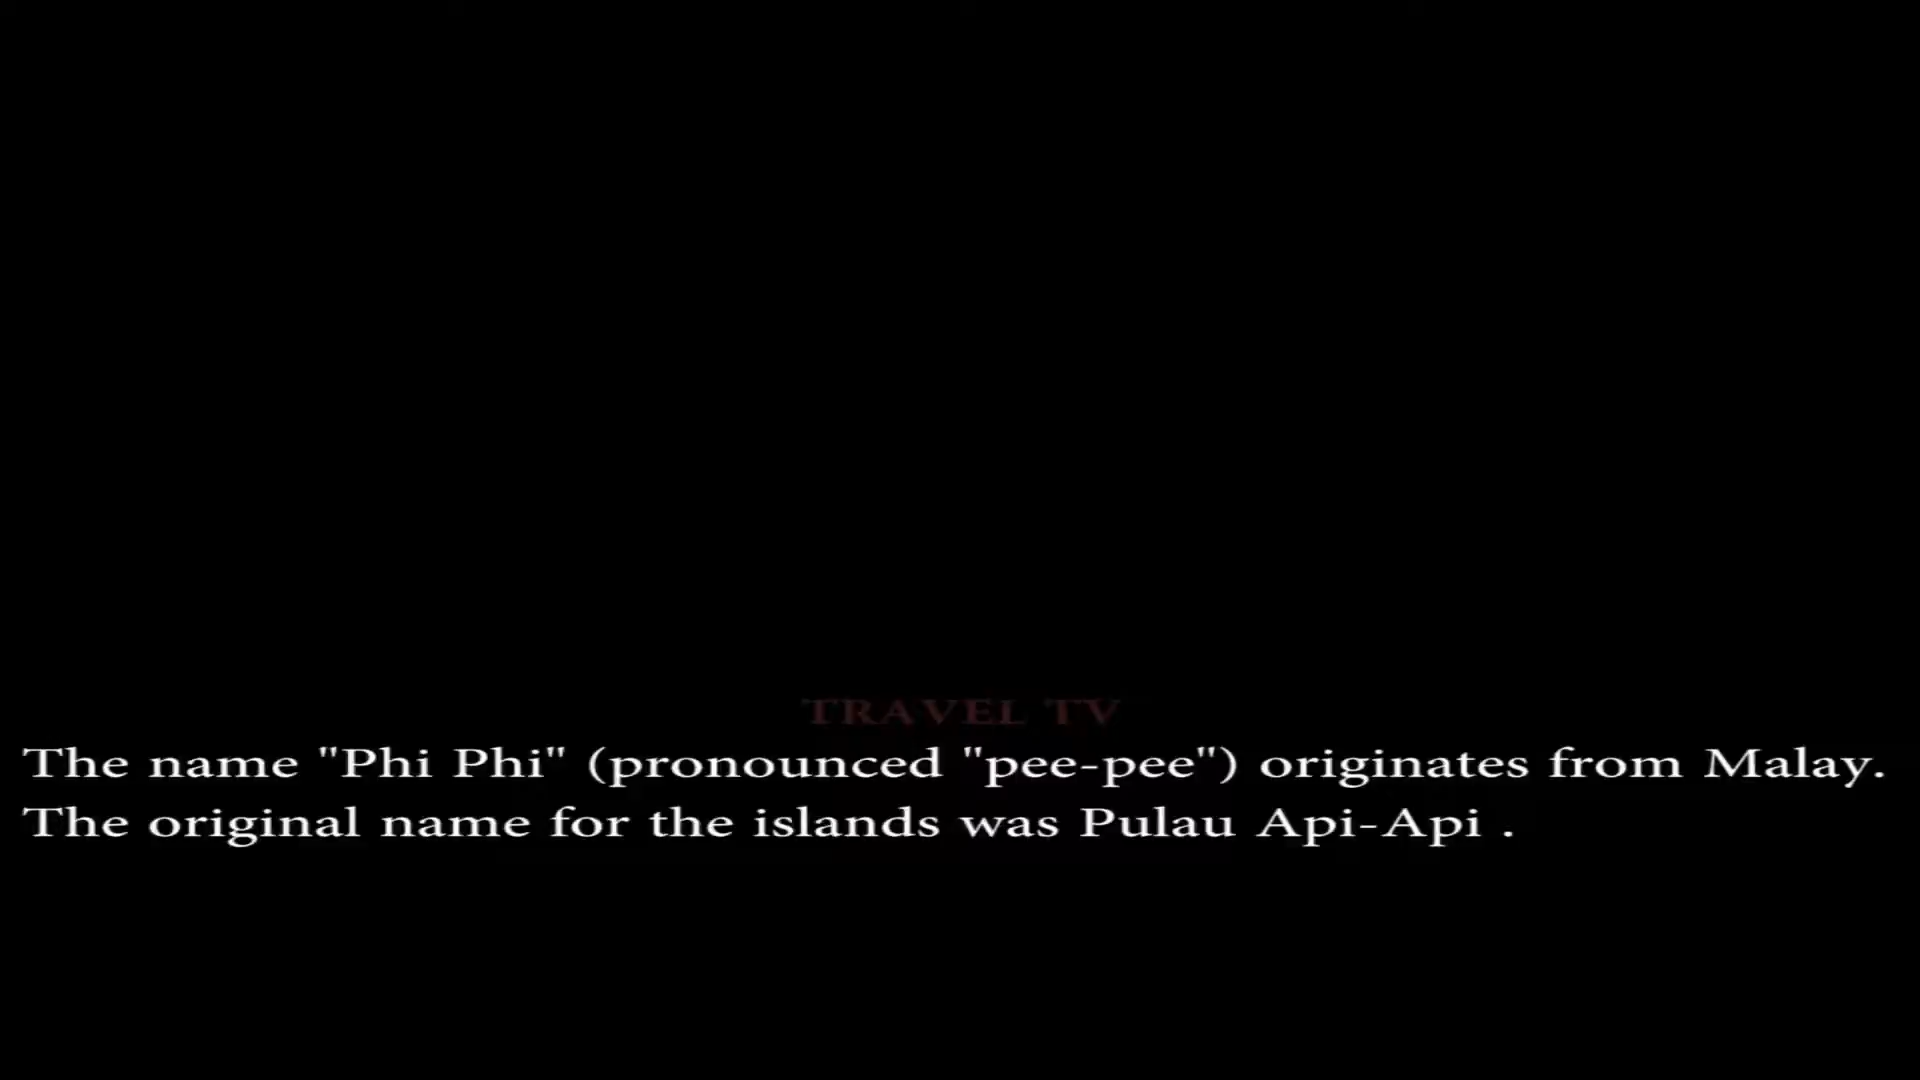 TRAVEL TV
The name "Phi Phi" (pronounced "pee-pee") originates from Malay.
The original name for the islands was Pulau Api-Api .